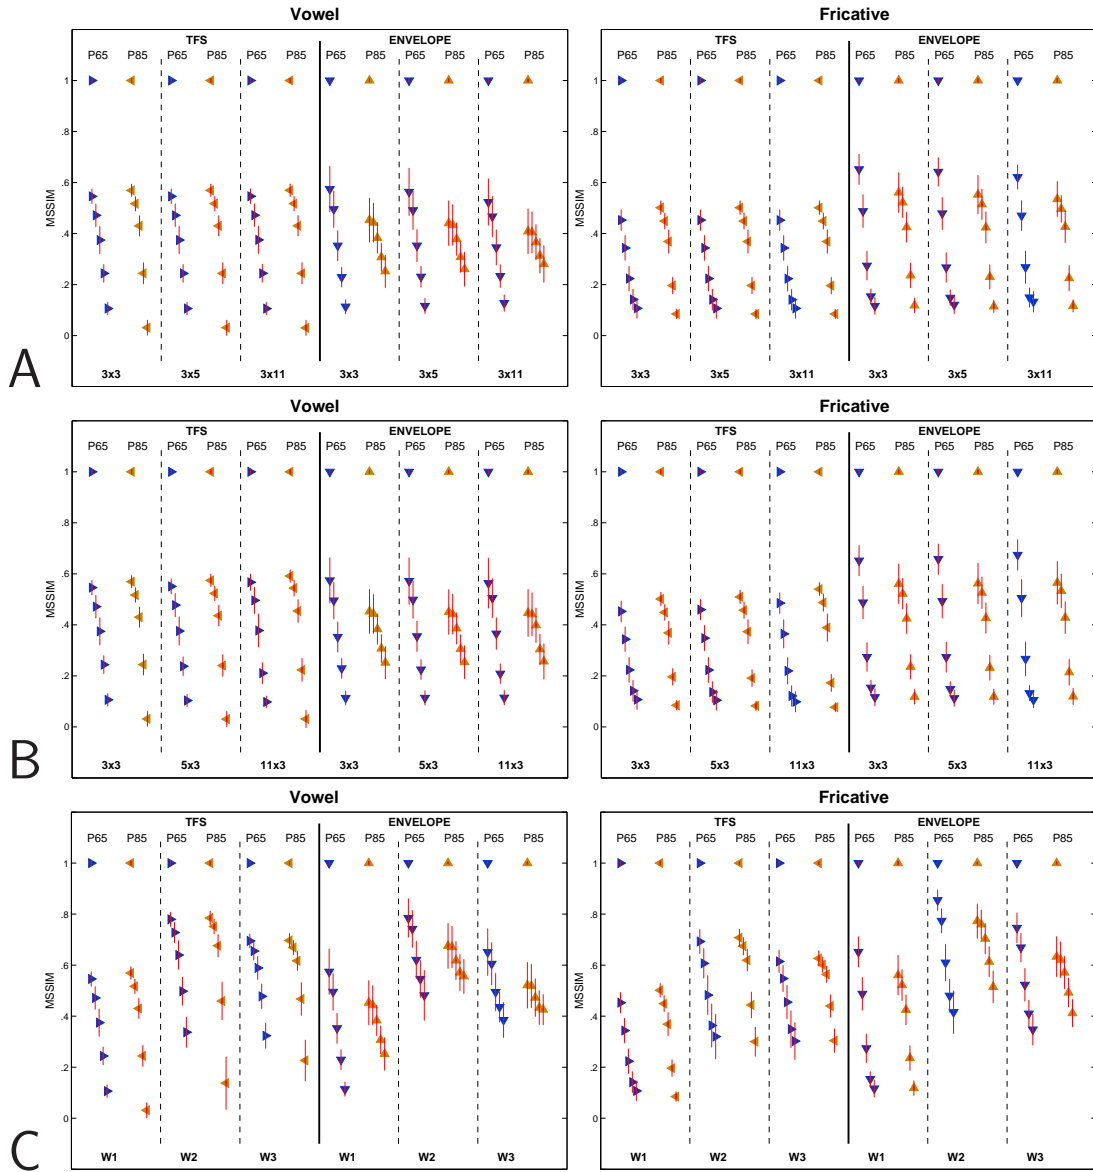 Vowel Fricative
TFS ENVELOPE TFS ENVELOPE
P65 P85 P65 P85 P65 P85 P65 P85 P65 P85 P65 P85 P65 P85 P65 P85 P65 P85 P65 P85 P65 P85 P65 P85
1 1
.8 .8
.6 .6
MSSIM MSSIM
.4 .4
.2 .2
0 0
A
3x3 3x5 3x11 3x3 3x5 3x11 3x3 3x5 3x11 3x3 3x5 3x11
Vowel Fricative
TFS ENVELOPE TFS ENVELOPE
P65 P85 P65 P85 P65 P85 P65 P85 P65 P85 P65 P85 P65 P85 P65 P85 P65 P85 P65 P85 P65 P85 P65 P85
1 1
.8 .8
.6 .6
MSSIM MSSIM
.4 .4
.2 .2
0 0
B
3x3 5x3 11x3 3x3 5x3 11x3 3x3 5x3 11x3 3x3 5x3 11x3
Vowel Fricative
TFS ENVELOPE TFS ENVELOPE
P65 P85 P65 P85 P65 P85 P65 P85 P65 P85 P65 P85 P65 P85 P65 P85 P65 P85 P65 P85 P65 P85 P65 P85
1 1
.8 .8
.6 .6
MSSIM MSSIM
.4 .4
.2 .2
0 0
C
W1 W2 W3 W1 W2 W3 W1 W2 W3 W1 W2 W3